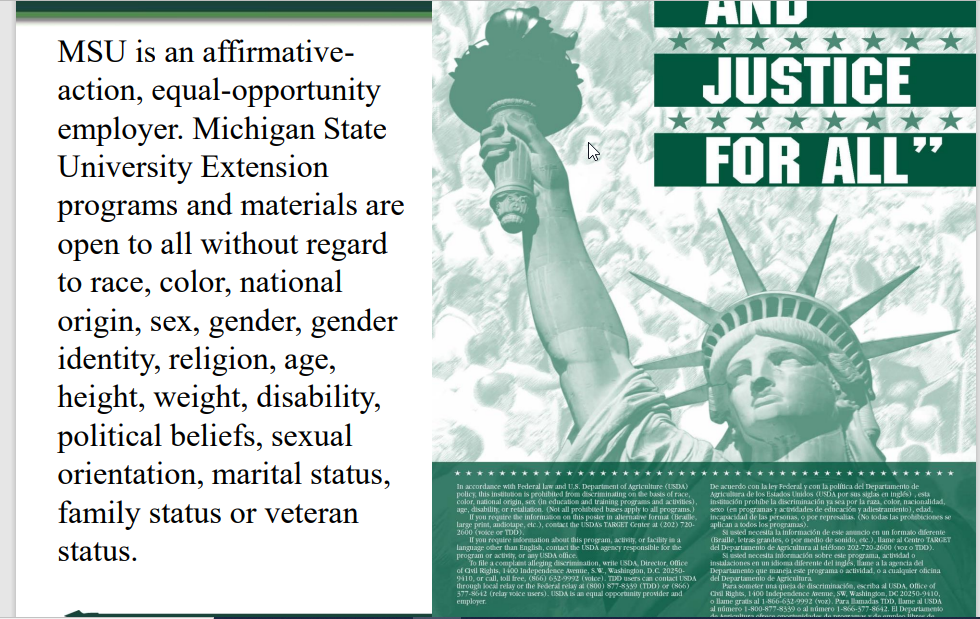 MSU is an affirmative-
action, equal-opportunity
employer. Michigan State
University Extension
programs and materials are
open to all without regard
to race, color, national
origin, sex, gender, gender
identity, religion, age,
height, weight, disability,
political beliefs, sexual
orientation, marital status,
family status or veteran
status.
AND
JUSTICE
FOR ALL”
In accordance with Federal law and U.S. Department of Agriculture (USDA)
policy, this institution is prohibited from discriminating on the basis of race,
color, national origin, sex (in education and training programs and activities),
age, disability, or retaliation. (Not all prohibited bases apply to all programs.)
If you require the information on this poster in alternative format (Braille,
large print, audiotape, etc.), contact the USDA's TARGET Center at (202) 720-
2600 (voice or TDD).
If you require information about this program, activity, or facility in a
language other than English, contact the USDA agency responsible for the
program or activity, or any USDA office.
To file a complaint alleging discrimination, write USDA, Director, Office
of Civil Rights, 1400 Independence Avenue, S.W., Washington, D.C. 20250-
9410, or call, toll free, (866) 632-9992 (voice). TDD users can contact USDA
through local relay or the Federal relay at (800) 877-8339 (TDD) or (866)
377-8642 (relay voice users). USDA is an equal opportunity provider and
employer.
De acuerdo con la ley Federal y con la política del Departamento de
Agricultura de los Estados Unidos (USDA por sus siglas en inglés) , esta
institución prohíbe la discriminación ya sea por la raza, color, nacionalidad,
sexo (en programas y actividades de educación y adiestramiento), edad,
incapacidad de las personas, o por represalias. (No todas las prohibiciones se
aplican a todos los programas).
Si usted necesita la información de este anuncio en un formato diferente
(Braille, letras grandes, o por medio de sonido, etc.), llame al Centro TARGET
del Departamento de Agricultura al teléfono 202-720-2600 (voz o TDD).
Si usted necesita información sobre este programa, actividad o
instalaciones en un idioma diferente del inglés, llame a la agencia del
Departamento que maneja este programa o actividad, o a cualquier oficina
del Departamento de Agricultura.
Para someter una queja de discriminación, escriba al USDA, Office of
Civil Rights, 1400 Independence Avenue, SW, Washington, DC 20250-9410,
o llame gratis al 1-866-632-9992 (voz). Para llamadas TDD, llame al USDA
al número 1-800-877-8339 o al número 1-866-377-8642. El Departamento